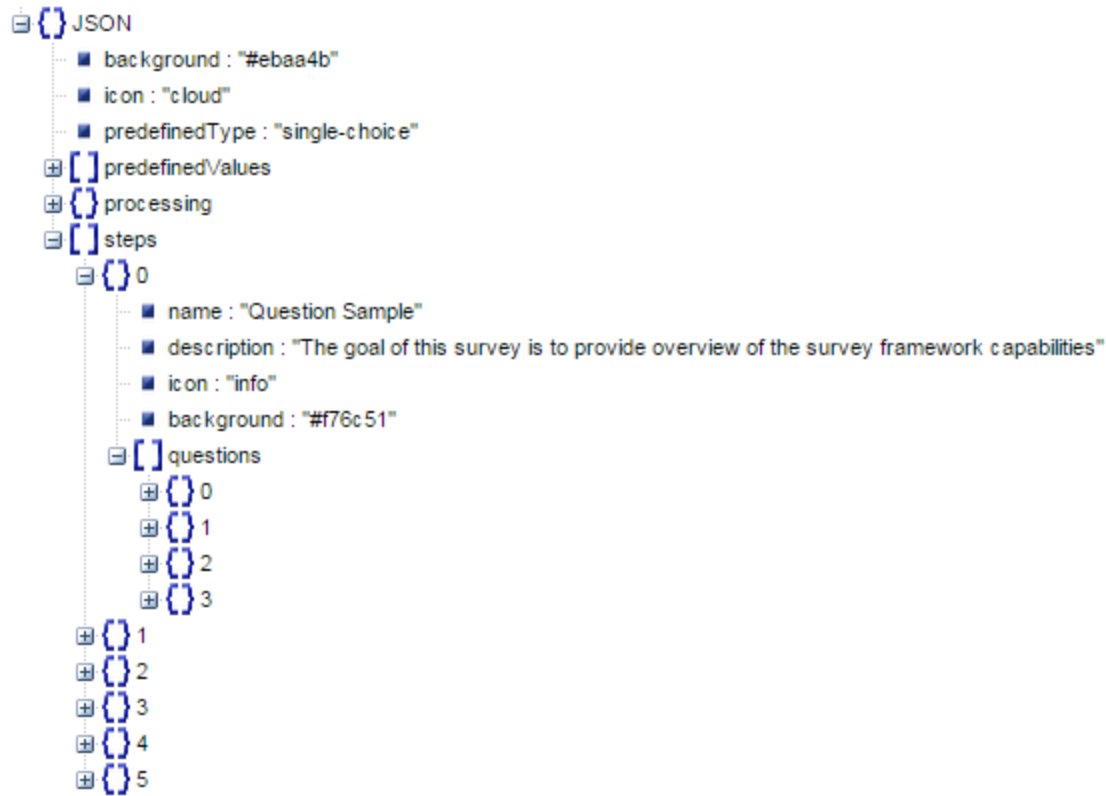 {} JSON
background : "#ebaa4b"
icon : "cloud"
predefinedType : "single-choice"
[] predefinedValues
{} processing
[] steps
{} 0
name : "Question Sample"
description : "The goal of this survey is to provide overview of the survey framework capabilities"
icon : "info"
background : "#f76c51"
[] questions
{} 0
{} 1
{} 2
{} 3
{} 1
{} 2
{} 3
{} 4
{} 5